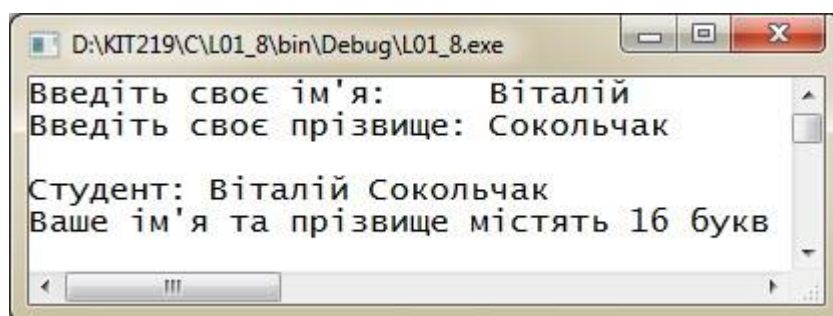 D:\KIT219\C\L01_8\bin\Debug\L01_8.exe
Введіть своє ім'я:     Віталій
Введіть своє прізвище: Сокольчак

Студент: Віталій Сокольчак
Ваше ім'я та прізвище містять 16 букв